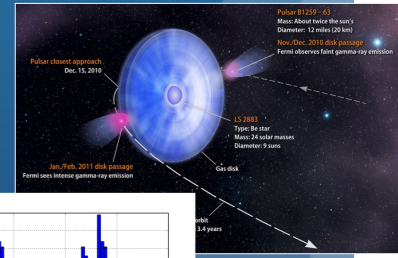 Pulsar B1259 – 63
Mass: About twice the sun's
Diameter: 12 miles (20 km)
Nov./Dec. 2010 disk passage
Fermi observes faint gamma-ray emission
Pulsar closest approach
Dec. 15, 2010
LS 2883
Type: Be star
Mass: 24 solar masses
Diameter: 9 suns
Gas disk
Jan./Feb. 2011 disk passage
Fermi sees intense gamma-ray emission
orbit
3.4 years